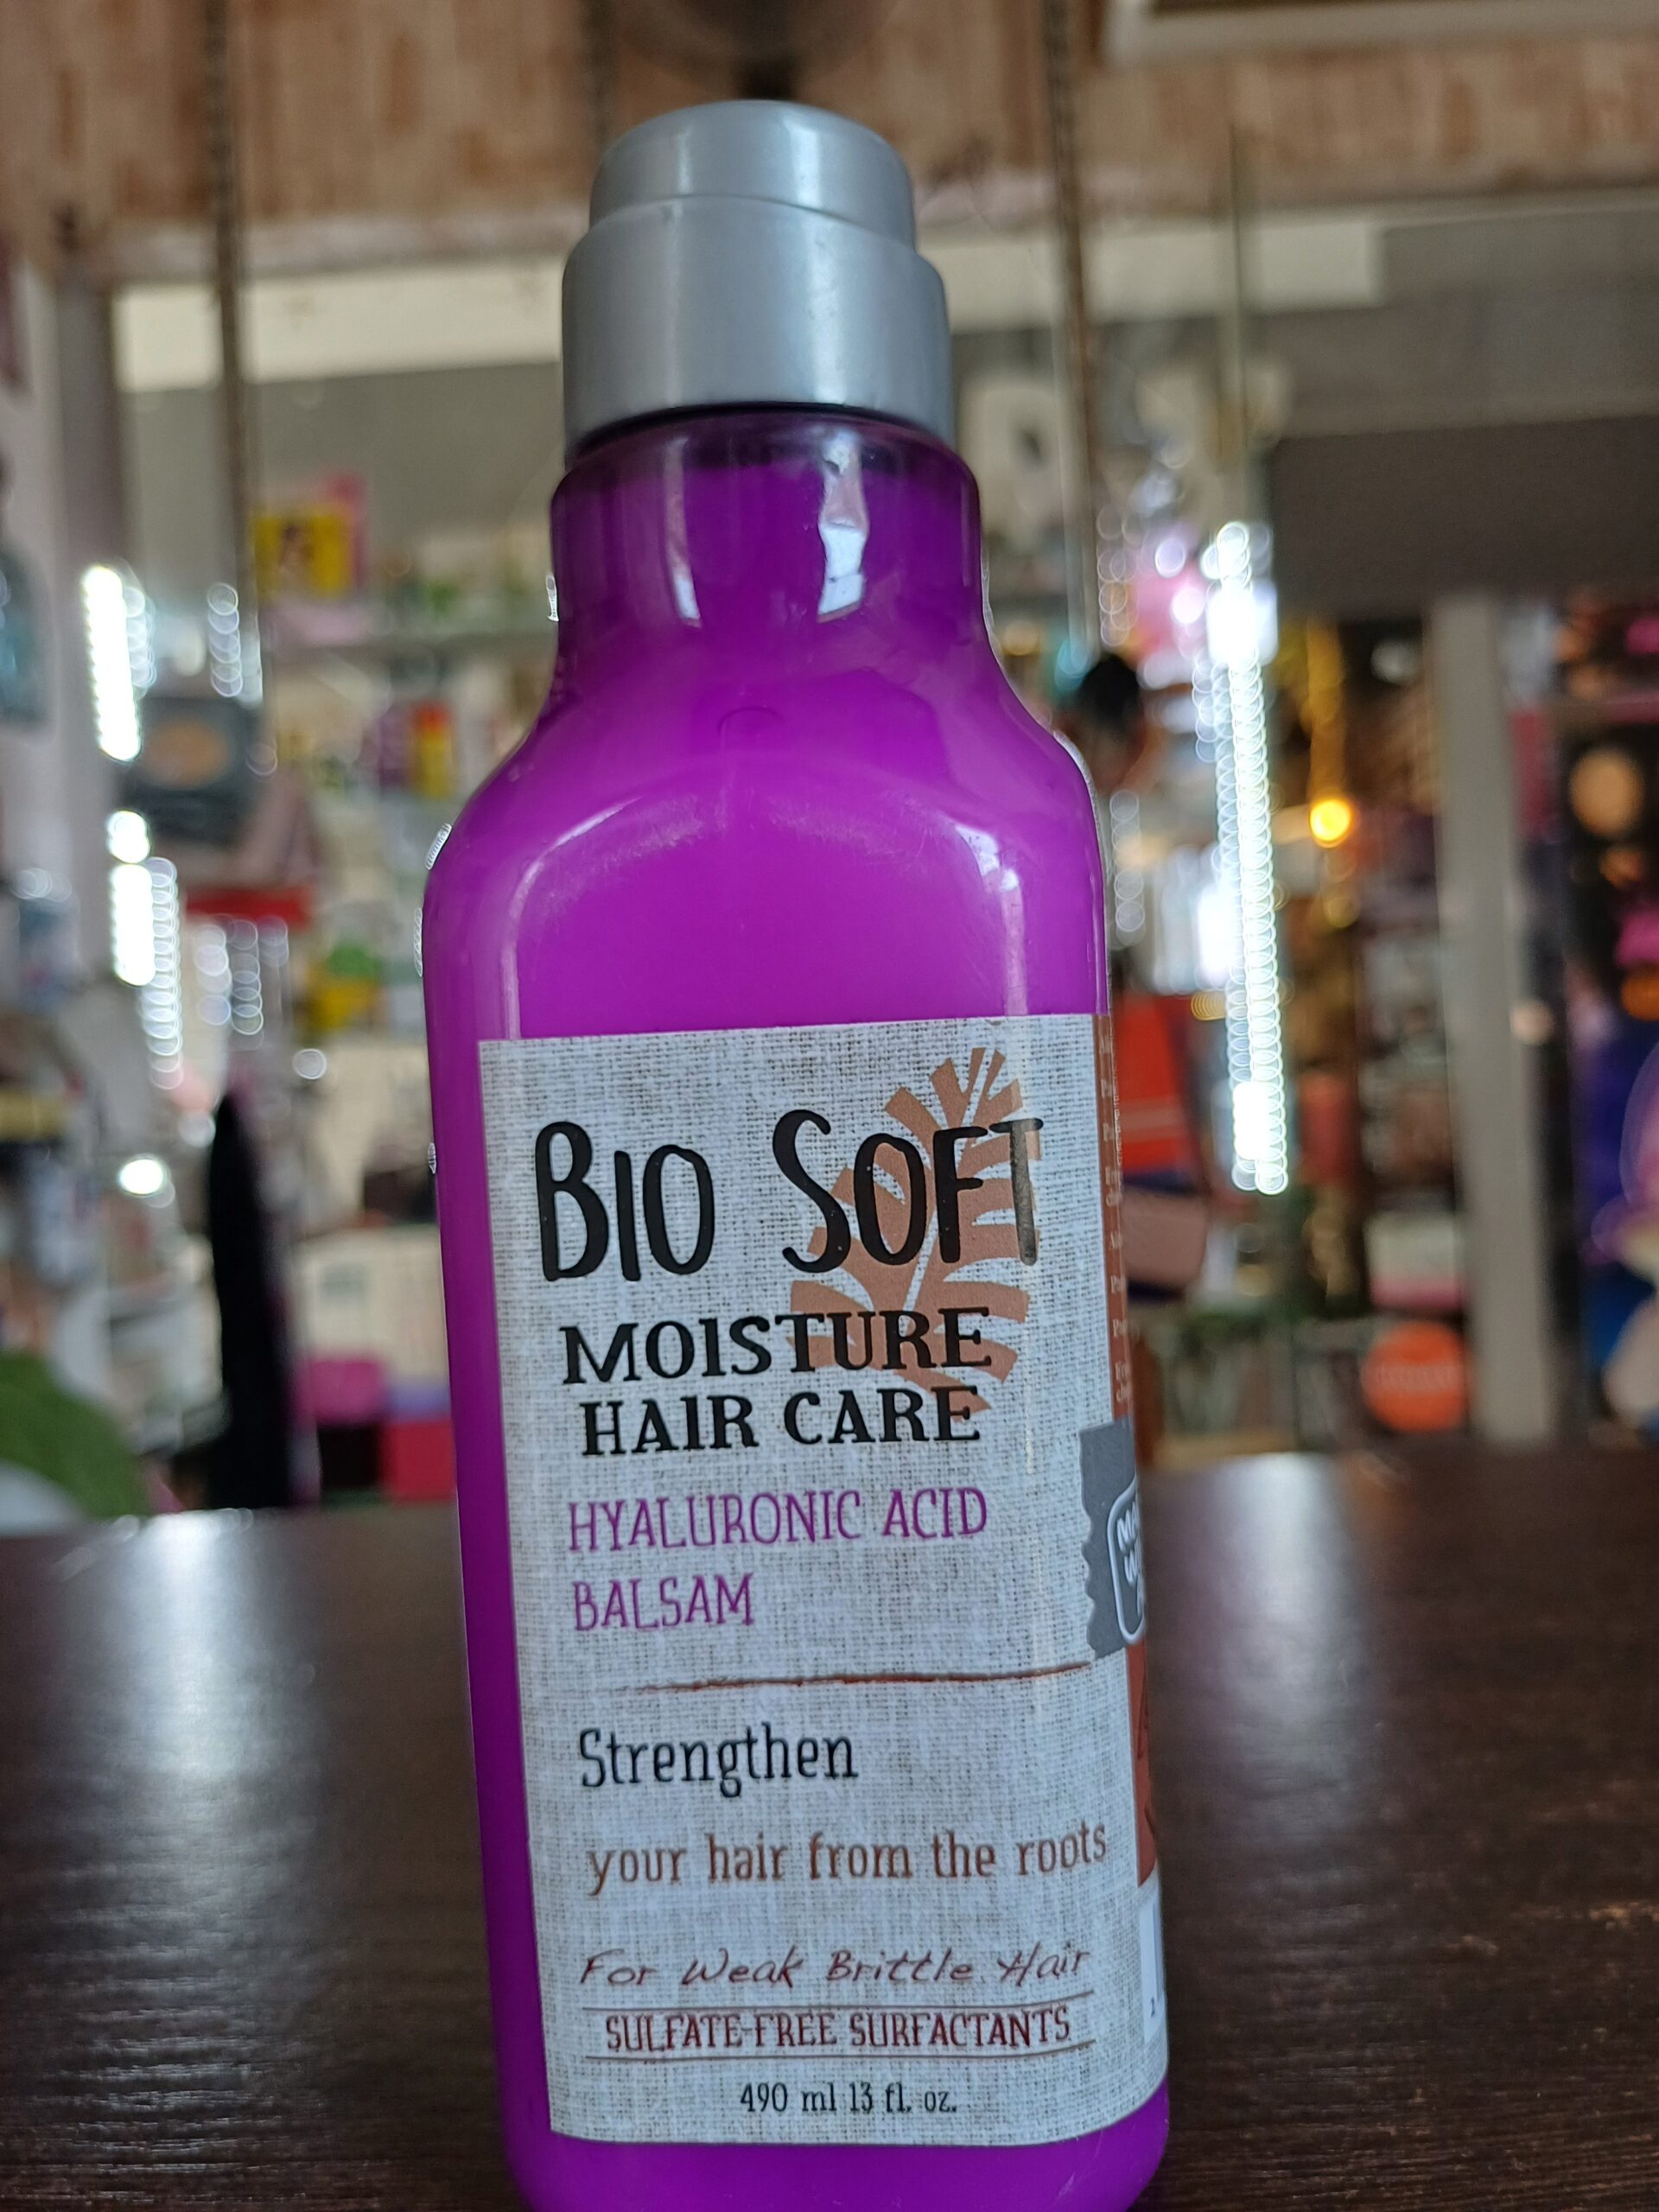 BIO SOFT
MOISTURE
HAIR CARE
HYALURONIC ACID
BALSAM
Strengthen
your hair from the roots
For Weak Brittle Hair
SULFATE-FREE SURFACTANTS
490 ml 13 fl. oz.